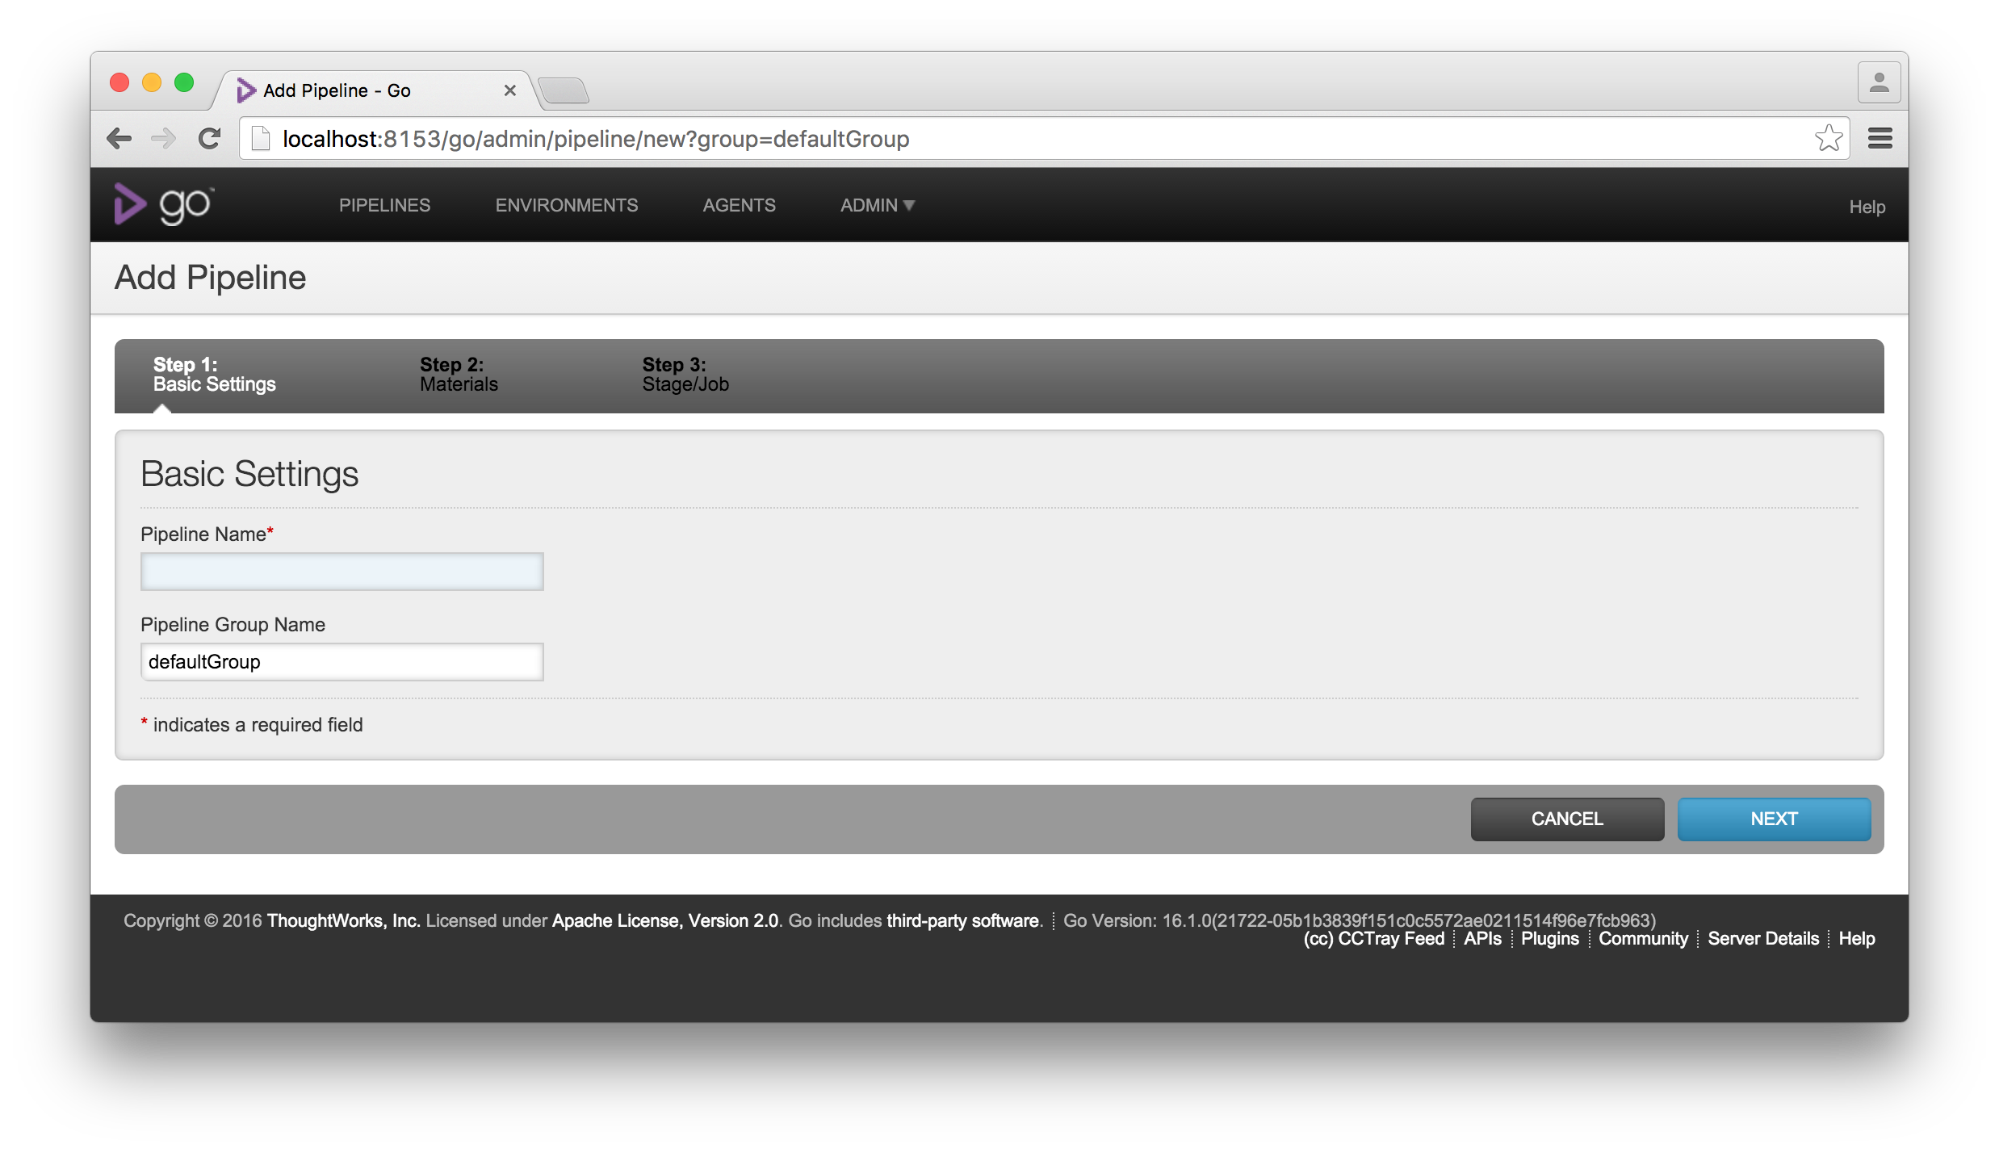 Add Pipeline - Go
localhost:8153/go/admin/pipeline/new?group=defaultGroup
go™ PIPELINES ENVIRONMENTS AGENTS ADMIN ▼ Help
Add Pipeline
Step 1: Step 2: Step 3:
Basic Settings Materials Stage/Job
Basic Settings
Pipeline Name*
Pipeline Group Name
defaultGroup
* indicates a required field
CANCEL NEXT
Copyright © 2016 ThoughtWorks, Inc. Licensed under Apache License, Version 2.0. Go includes third-party software. Go Version: 16.1.0(21722-05b1b3839f151c0c5572ae0211514f96e7fcb963)
(cc) CCTray Feed APIs Plugins Community Server Details Help